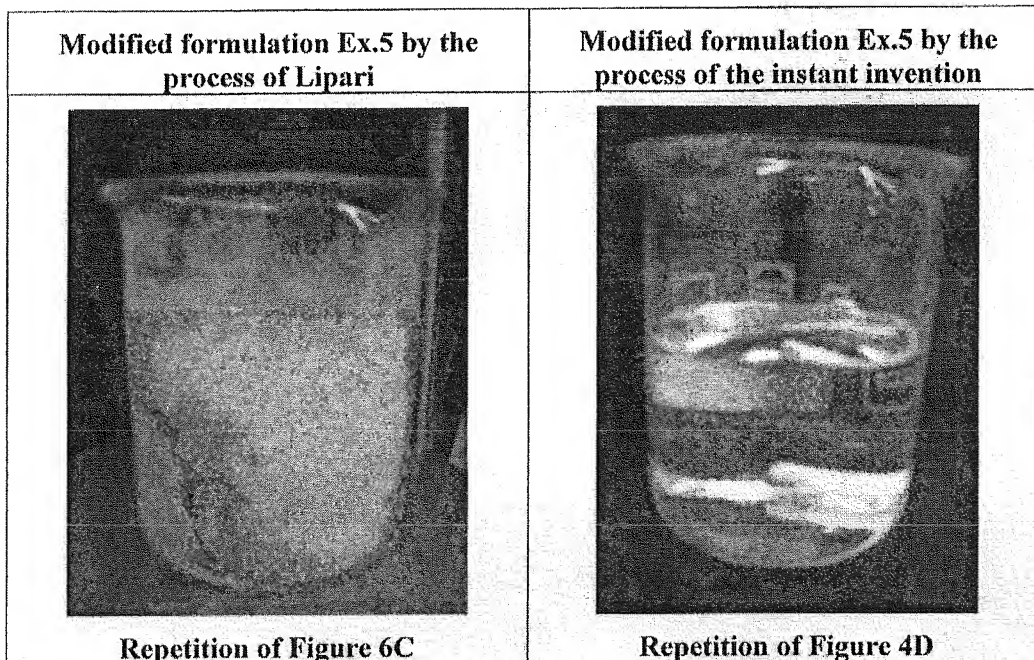 Modified formulation Ex.5 by the
process of Lipari
Modified formulation Ex.5 by the
process of the instant invention
Repetition of Figure 6C
Repetition of Figure 4D